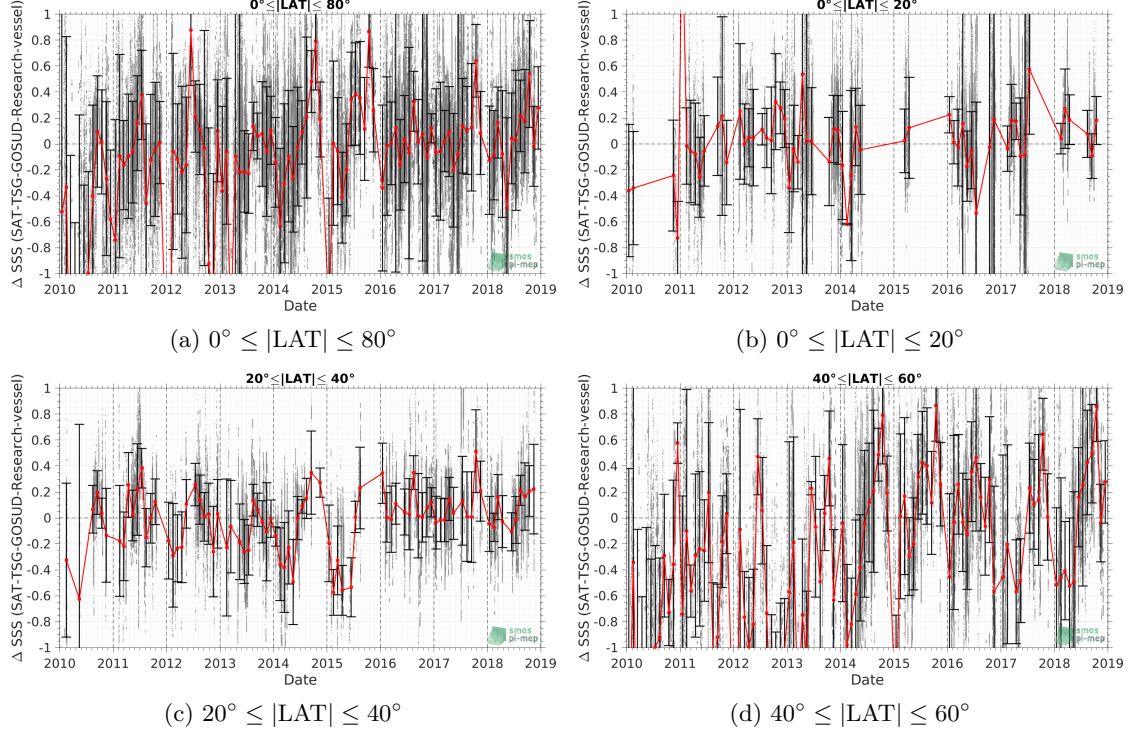 0°≤|LAT|≤ 80°
Δ SSS (SAT-TSG-GOSUD-Research-vessel)
1
0.8
0.6
0.4
0.2
0
-0.2
-0.4
-0.6
-0.8
-1
2010 2011 2012 2013 2014 2015 2016 2017 2018 2019
Date
smos
pi-mep
(a) 0° ≤ |LAT| ≤ 80°
0°≤|LAT|≤ 20°
Δ SSS (SAT-TSG-GOSUD-Research-vessel)
1
0.8
0.6
0.4
0.2
0
-0.2
-0.4
-0.6
-0.8
-1
2010 2011 2012 2013 2014 2015 2016 2017 2018 2019
Date
smos
pi-mep
(b) 0° ≤ |LAT| ≤ 20°
20°≤|LAT|≤ 40°
Δ SSS (SAT-TSG-GOSUD-Research-vessel)
1
0.8
0.6
0.4
0.2
0
-0.2
-0.4
-0.6
-0.8
-1
2010 2011 2012 2013 2014 2015 2016 2017 2018 2019
Date
smos
pi-mep
(c) 20° ≤ |LAT| ≤ 40°
40°≤|LAT|≤ 60°
Δ SSS (SAT-TSG-GOSUD-Research-vessel)
1
0.8
0.6
0.4
0.2
0
-0.2
-0.4
-0.6
-0.8
-1
2010 2011 2012 2013 2014 2015 2016 2017 2018 2019
Date
smos
pi-mep
(d) 40° ≤ |LAT| ≤ 60°